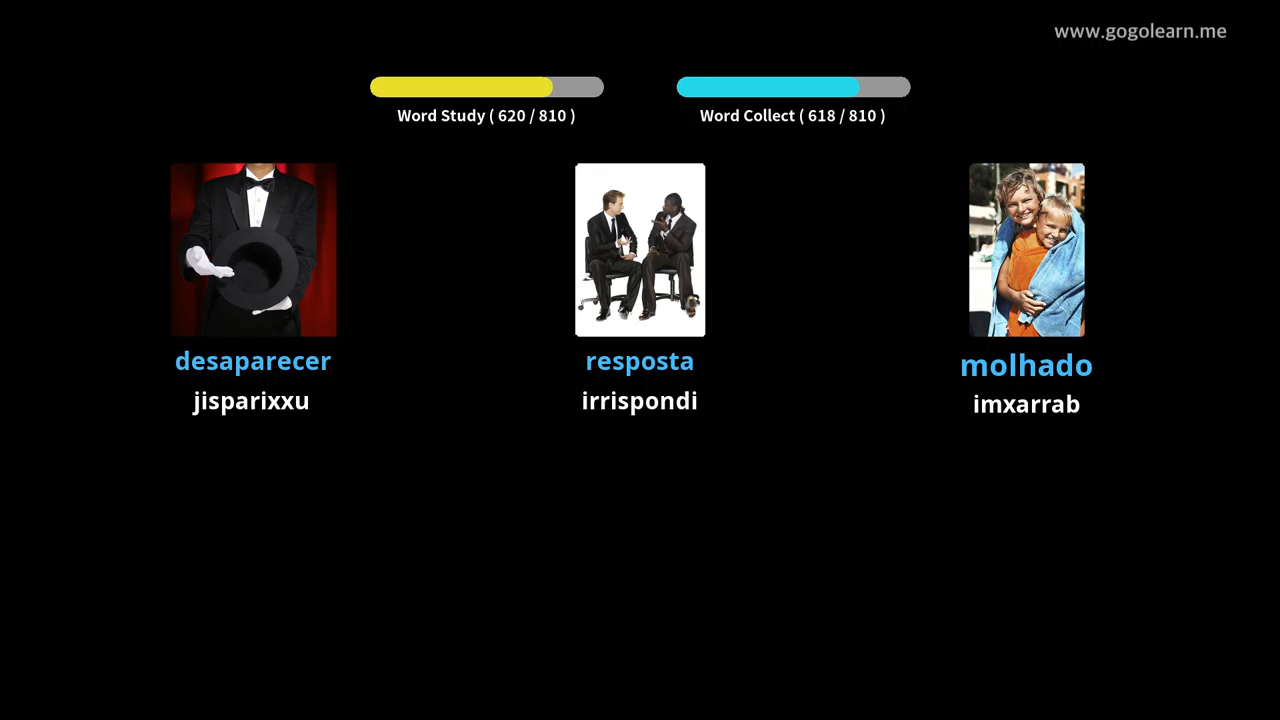 www.gogolearn.me
Word Study ( 620 / 810 )
Word Collect ( 618 / 810 )
desaparecer
jisparixxu
resposta
irrispondi
molhado
imxarrab